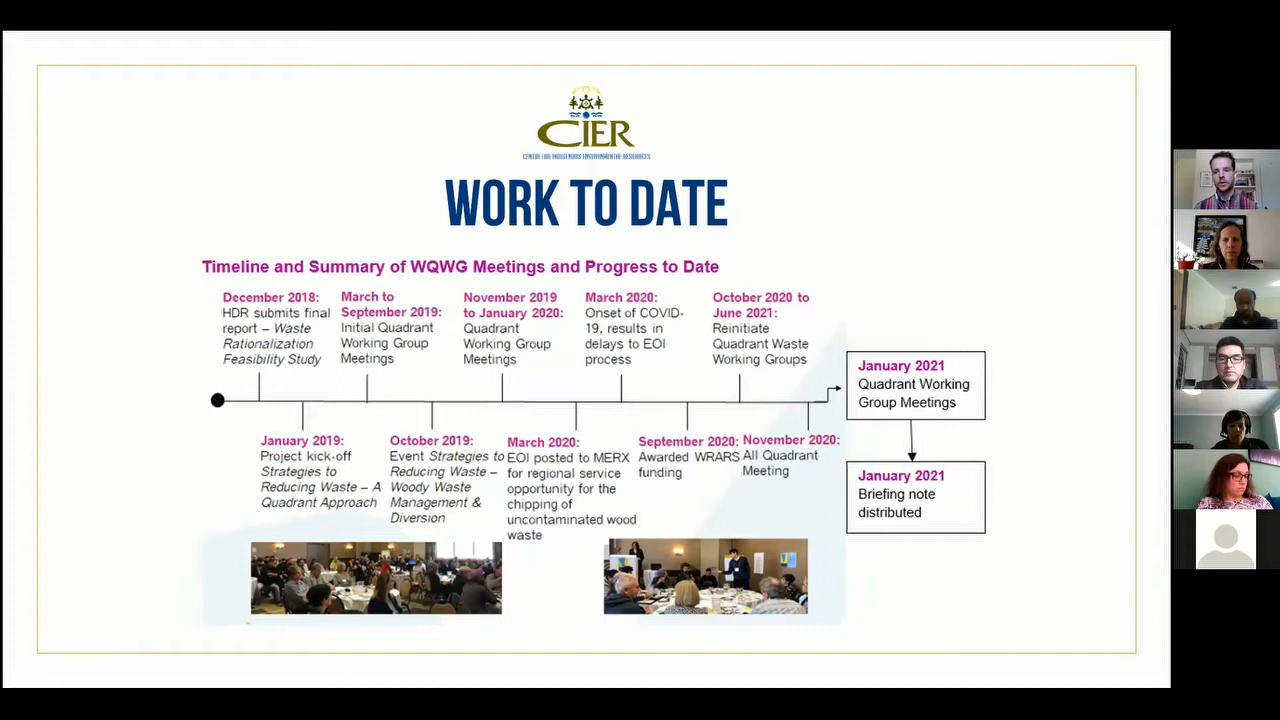 CIER
CENTRE FOR INDIGENOUS ENVIRONMENTAL RESOURCES
WORK TO DATE
Timeline and Summary of WQWG Meetings and Progress to Date
December 2018:
HDR submits final
report – Waste
Rationalization
Feasibility Study
March to
September 2019:
Initial Quadrant
Working Group
Meetings
November 2019
to January 2020:
Quadrant
Working Group
Meetings
March 2020:
Onset of COVID-
19, results in
delays to EOI
process
October 2020 to
June 2021:
Reinitiate
Quadrant Waste
Working Groups
January 2021
Quadrant Working
Group Meetings
January 2019:
Project kick-off
Strategies to
Reducing Waste – A
Quadrant Approach
October 2019:
Event Strategies to
Reducing Waste –
Woody Waste
Management &
Diversion
March 2020:
EOI posted to MERX
for regional service
opportunity for the
chipping of
uncontaminated wood
waste
September 2020:
Awarded WRARS
funding
November 2020:
All Quadrant
Meeting
January 2021
Briefing note
distributed